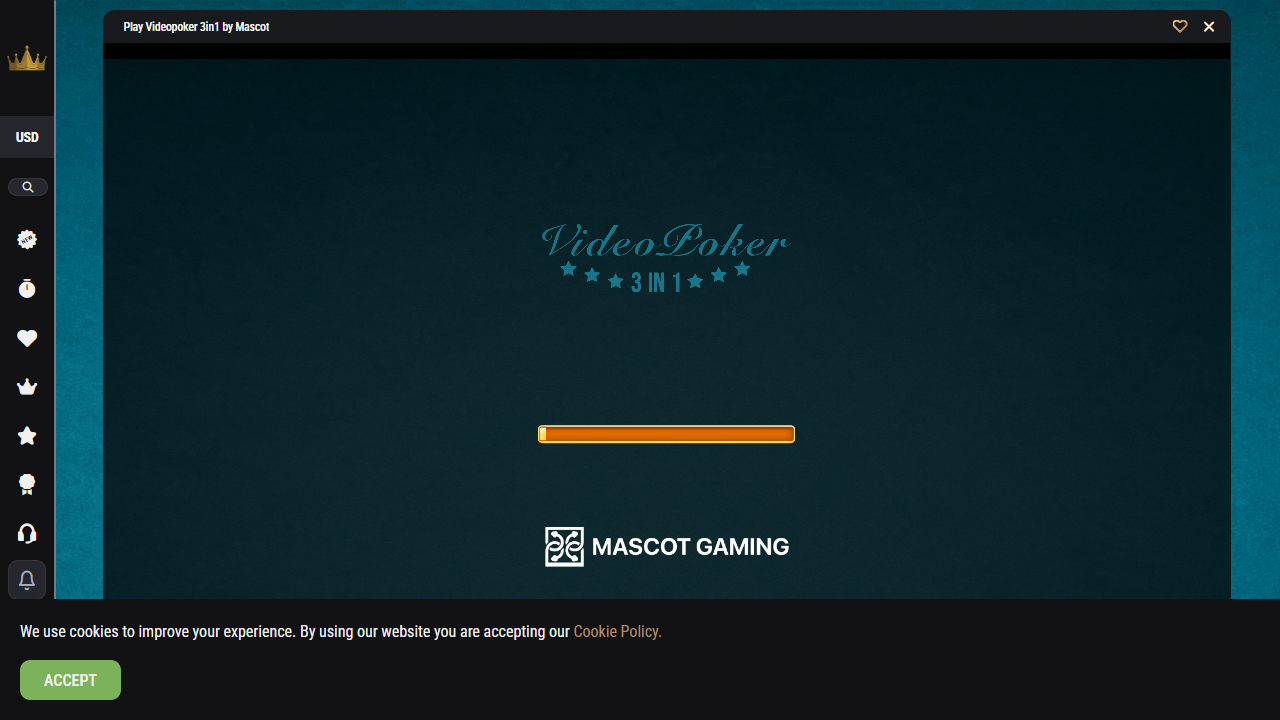 Play Videopoker 3in1 by Mascot
USD
NEW
VideoPoker
3 IN 1
MASCOT GAMING
We use cookies to improve your experience. By using our website you are accepting our Cookie Policy.
ACCEPT